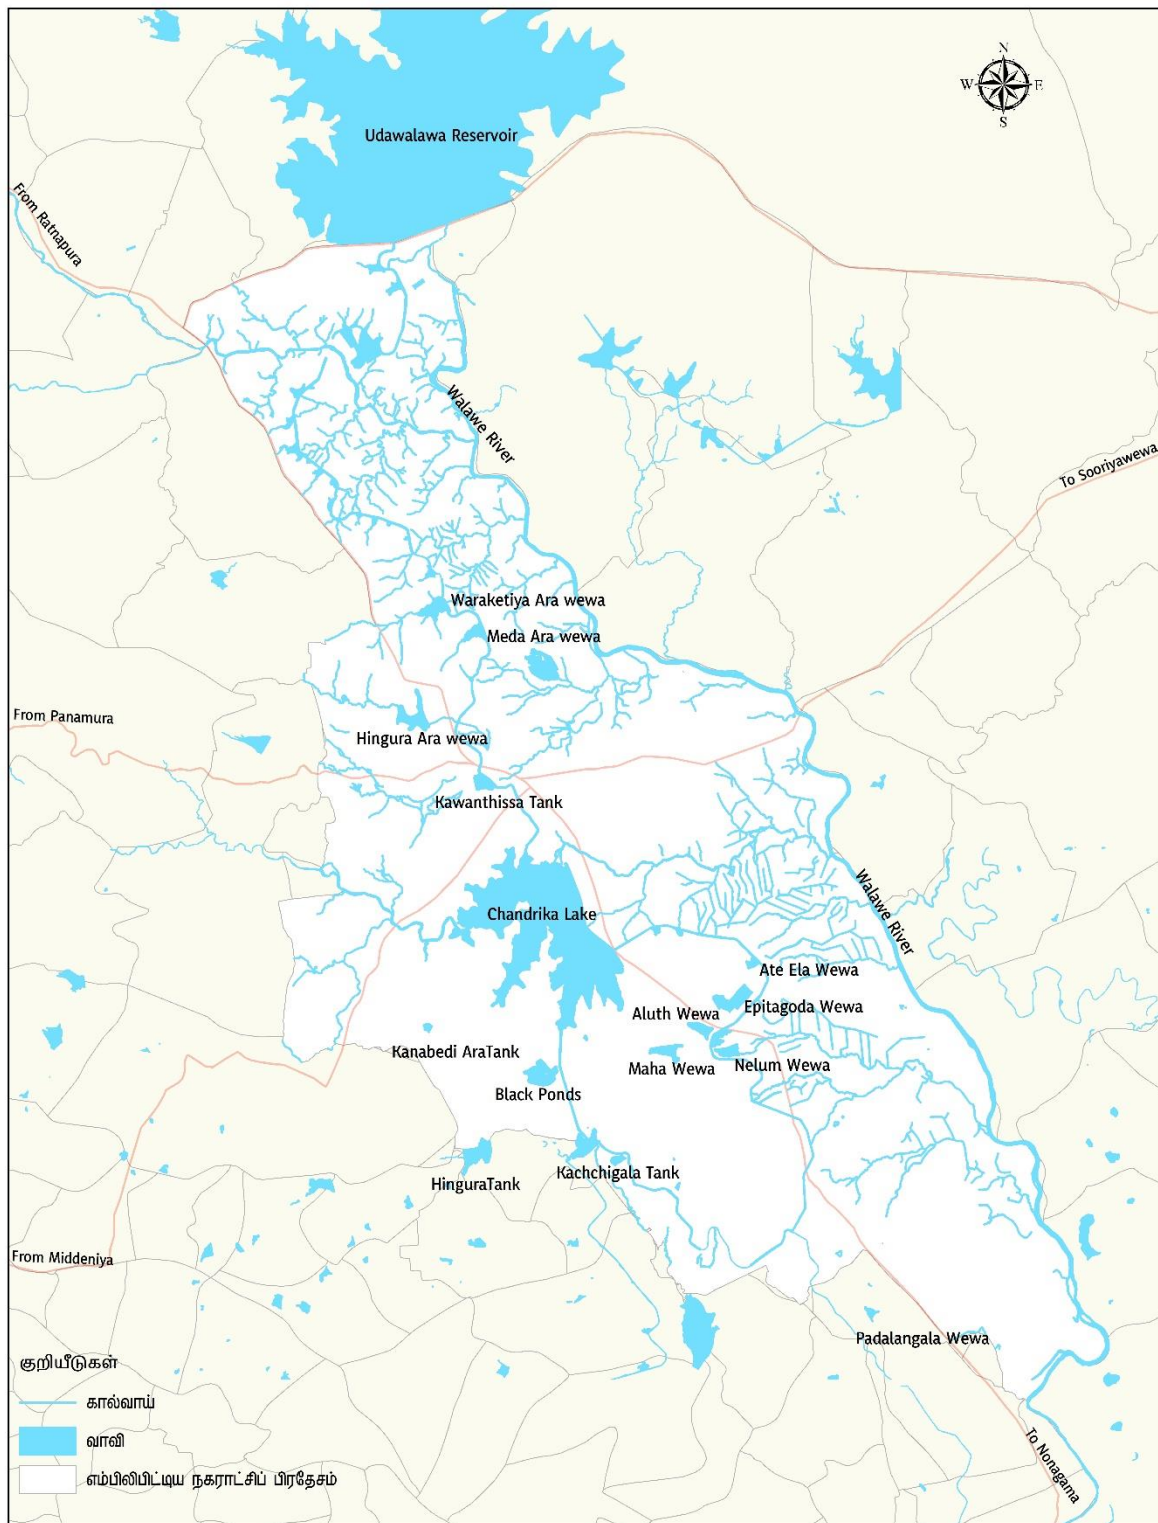 N
W E
S
Udawalawa Reservoir
From Ratnapura
Walawe River
To Sooriyawewa
Waraketiya Ara wewa
Meda Ara wewa
From Panamura
Hingura Ara wewa
Kawanthissa Tank
Walawe River
Chandrika Lake
Ate Ela Wewa
Epitagoda Wewa
Aluth Wewa
Kanabedi AraTank
Maha Wewa
Nelum Wewa
Black Ponds
Kachchigala Tank
HinguraTank
From Middeniya
Padalangala Wewa
To Nonagama
குறியீடுகள்
கால்வாய்
வாவி
எம்பிலிபிட்டிய நகராட்சிப் பிரதேசம்